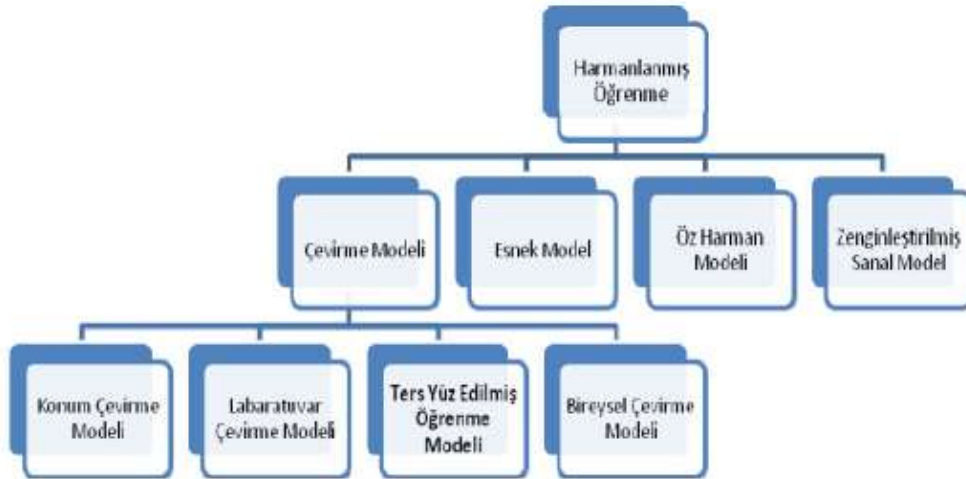 Harmanlanmış
Öğrenme
Çevirme Modeli
Esnek Model
Öz Harman
Modeli
Zenginleştirilmiş
Sanal Model
Konum Çevirme
Modeli
Labaratuvar
Çevirme Modeli
Ters Yüz Edilmiş
Öğrenme
Modeli
Bireysel Çevirme
Modeli